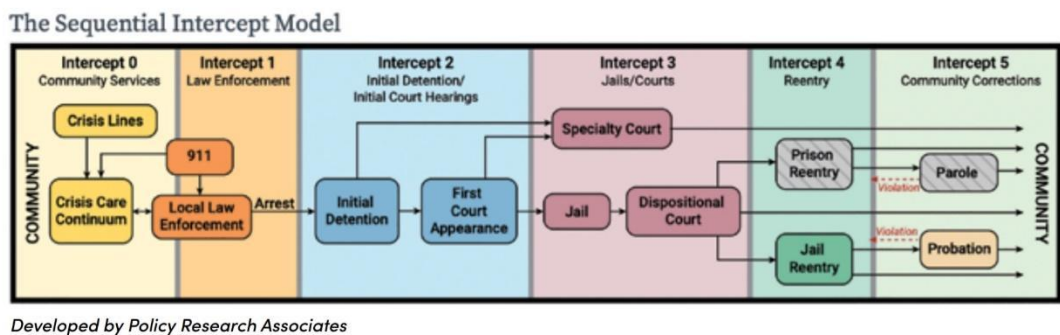 The Sequential Intercept Model
Intercept 0
Community Services
Intercept 1
Law Enforcement
Intercept 2
Initial Detention/
Initial Court Hearings
Intercept 3
Jails/Courts
Intercept 4
Reentry
Intercept 5
Community Corrections
COMMUNITY
Crisis Lines
911
Crisis Care
Continuum
Local Law
Enforcement
Arrest
Initial
Detention
First
Court
Appearance
Specialty Court
Jail
Dispositional
Court
Prison
Reentry
Jail
Reentry
Violation
Parole
Violation
Probation
COMMUNITY
Developed by Policy Research Associates